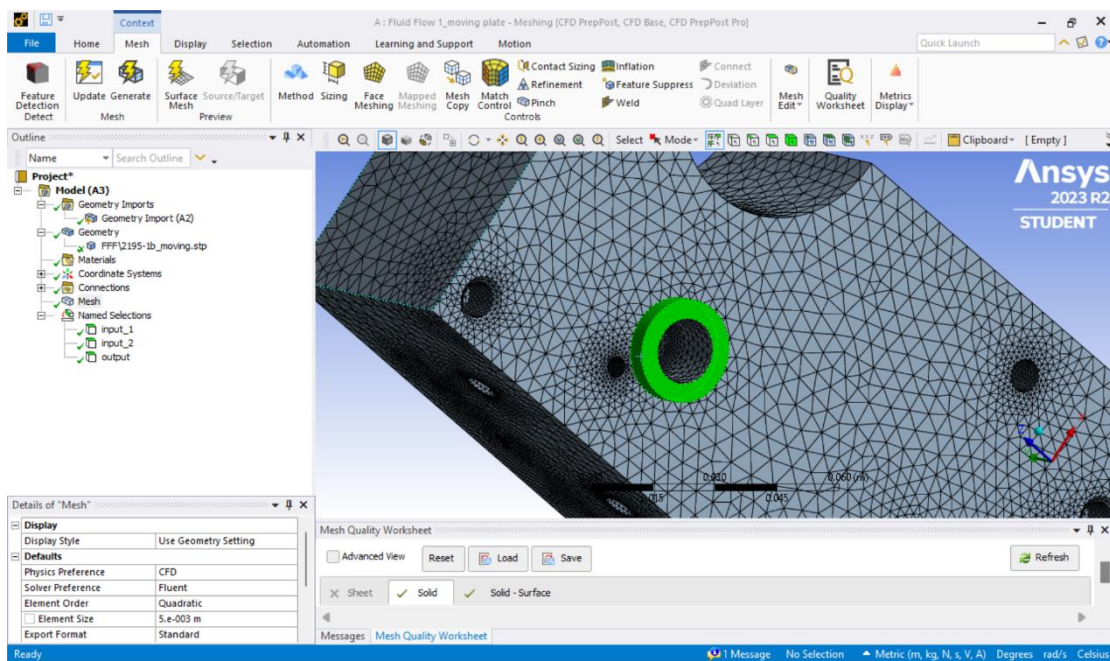 Context
A : Fluid Flow 1_moving plate - Meshing [CFD PrepPost, CFD Base, CFD PrepPost Pro]
File Home Mesh Display Selection Automation Learning and Support Motion Quick Launch
Feature Detection Detect
Update Generate
Mesh
Surface Mesh Source/Target
Preview
Method Sizing Face Meshing Mapped Meshing Mesh Copy Match Control
Contact Sizing Inflation Connect
Refinement Feature Suppress Deviation
Pinch Weld Quad Layer
Controls
Mesh Edit
Quality Worksheet
Metrics Display
Outline
Name Search Outline
Select Mode Clipboard [ Empty ]
Project*
Model (A3)
Geometry Imports
Geometry Import (A2)
Geometry
FFF\2195-1b_moving.stp
Materials
Coordinate Systems
Connections
Mesh
Named Selections
input_1
input_2
output
Ansys
2023 R2
STUDENT
0.030 0.060 (m)
0.015 0.045
Details of "Mesh"
Display
Display Style Use Geometry Setting
Defaults
Physics Preference CFD
Solver Preference Fluent
Element Order Quadratic
Element Size 5.e-003 m
Export Format Standard
Mesh Quality Worksheet
Advanced View Reset Load Save Refresh
Sheet Solid Solid - Surface
Messages Mesh Quality Worksheet
Ready 1 Message No Selection Metric (m, kg, N, s, V, A) Degrees rad/s Celsius